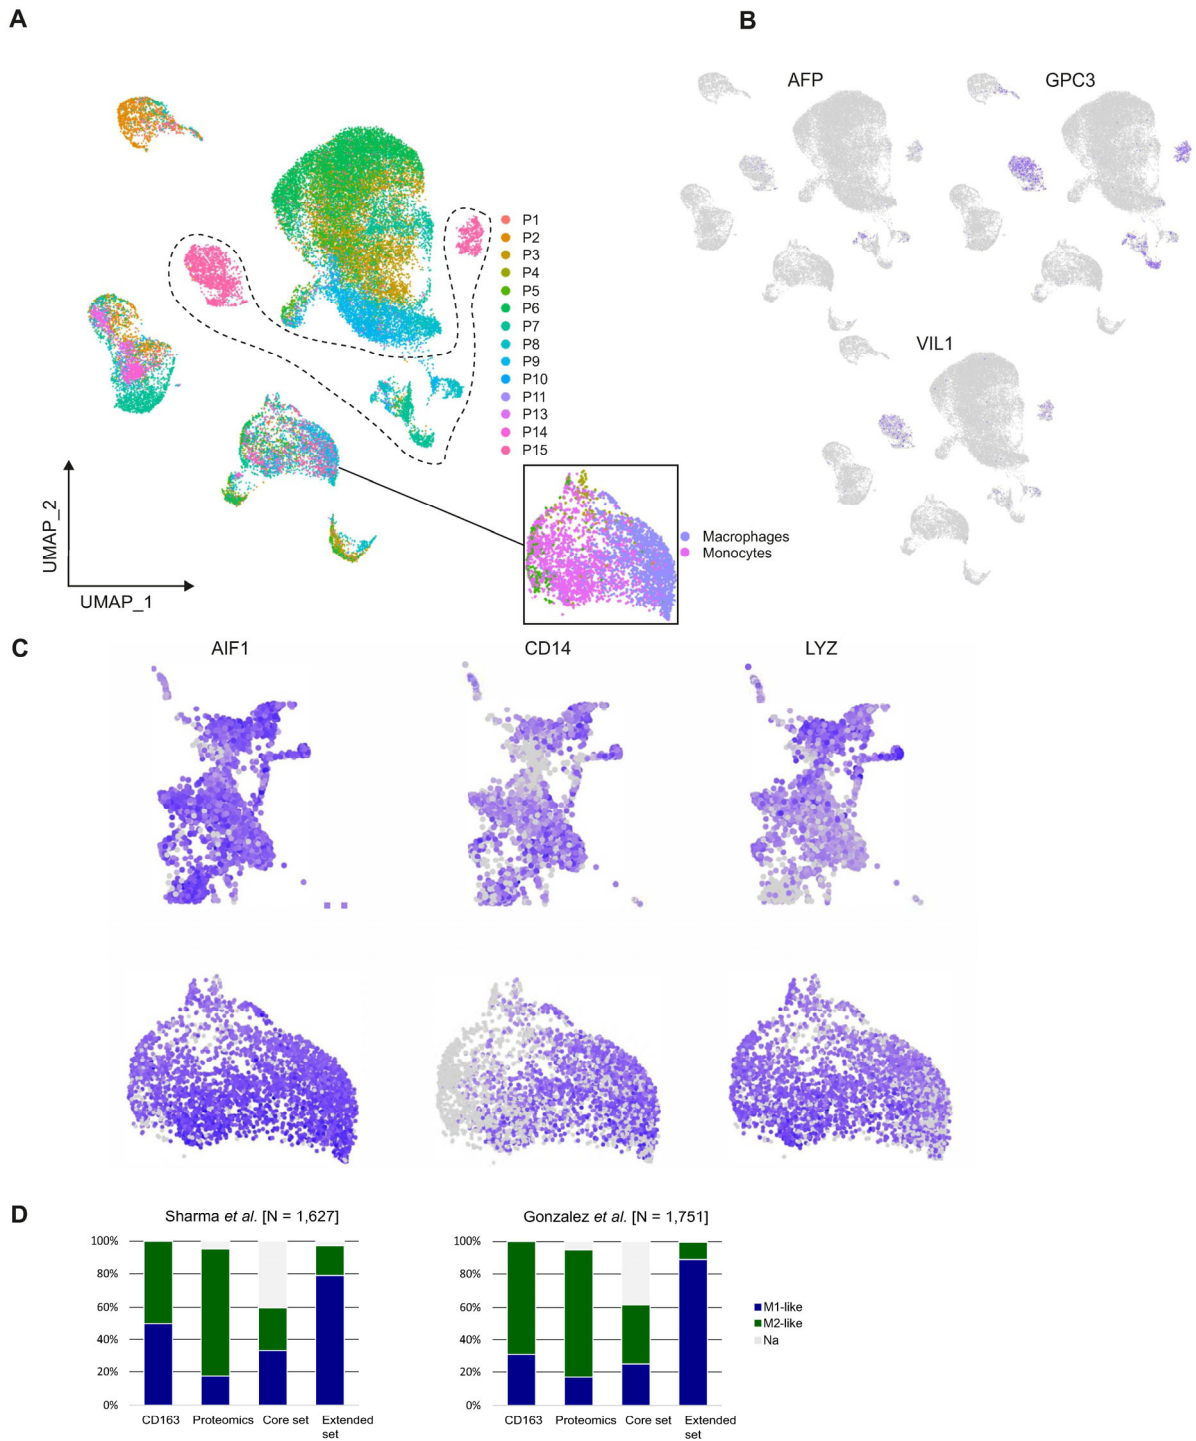 A
B
AFP
GPC3
VIL1
P1
P2
P3
P4
P5
P6
P7
P8
P9
P10
P11
P13
P14
P15
UMAP_2
UMAP_1
Macrophages
Monocytes
C
AIF1
CD14
LYZ
D
Sharma et al. [N = 1,627]
100%
80%
60%
40%
20%
0%
CD163
Proteomics
Core set
Extended
set
Gonzalez et al. [N = 1,751]
100%
80%
60%
40%
20%
0%
CD163
Proteomics
Core set
Extended
set
M1-like
M2-like
Na